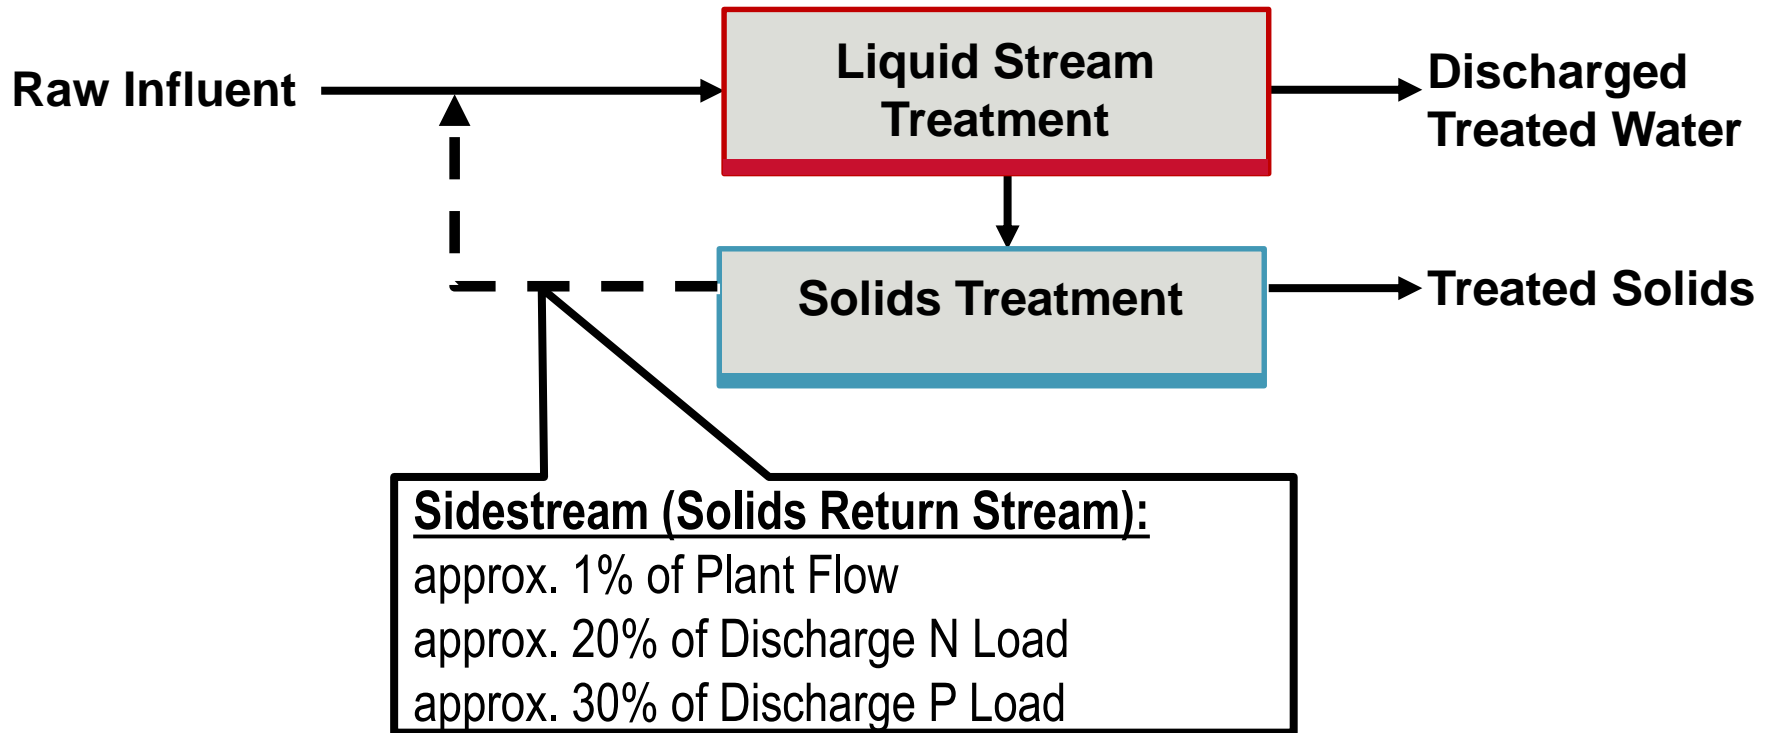 Raw Influent
Liquid Stream
Treatment
Discharged
Treated Water
Solids Treatment
Treated Solids
Sidestream (Solids Return Stream):
approx. 1% of Plant Flow
approx. 20% of Discharge N Load
approx. 30% of Discharge P Load